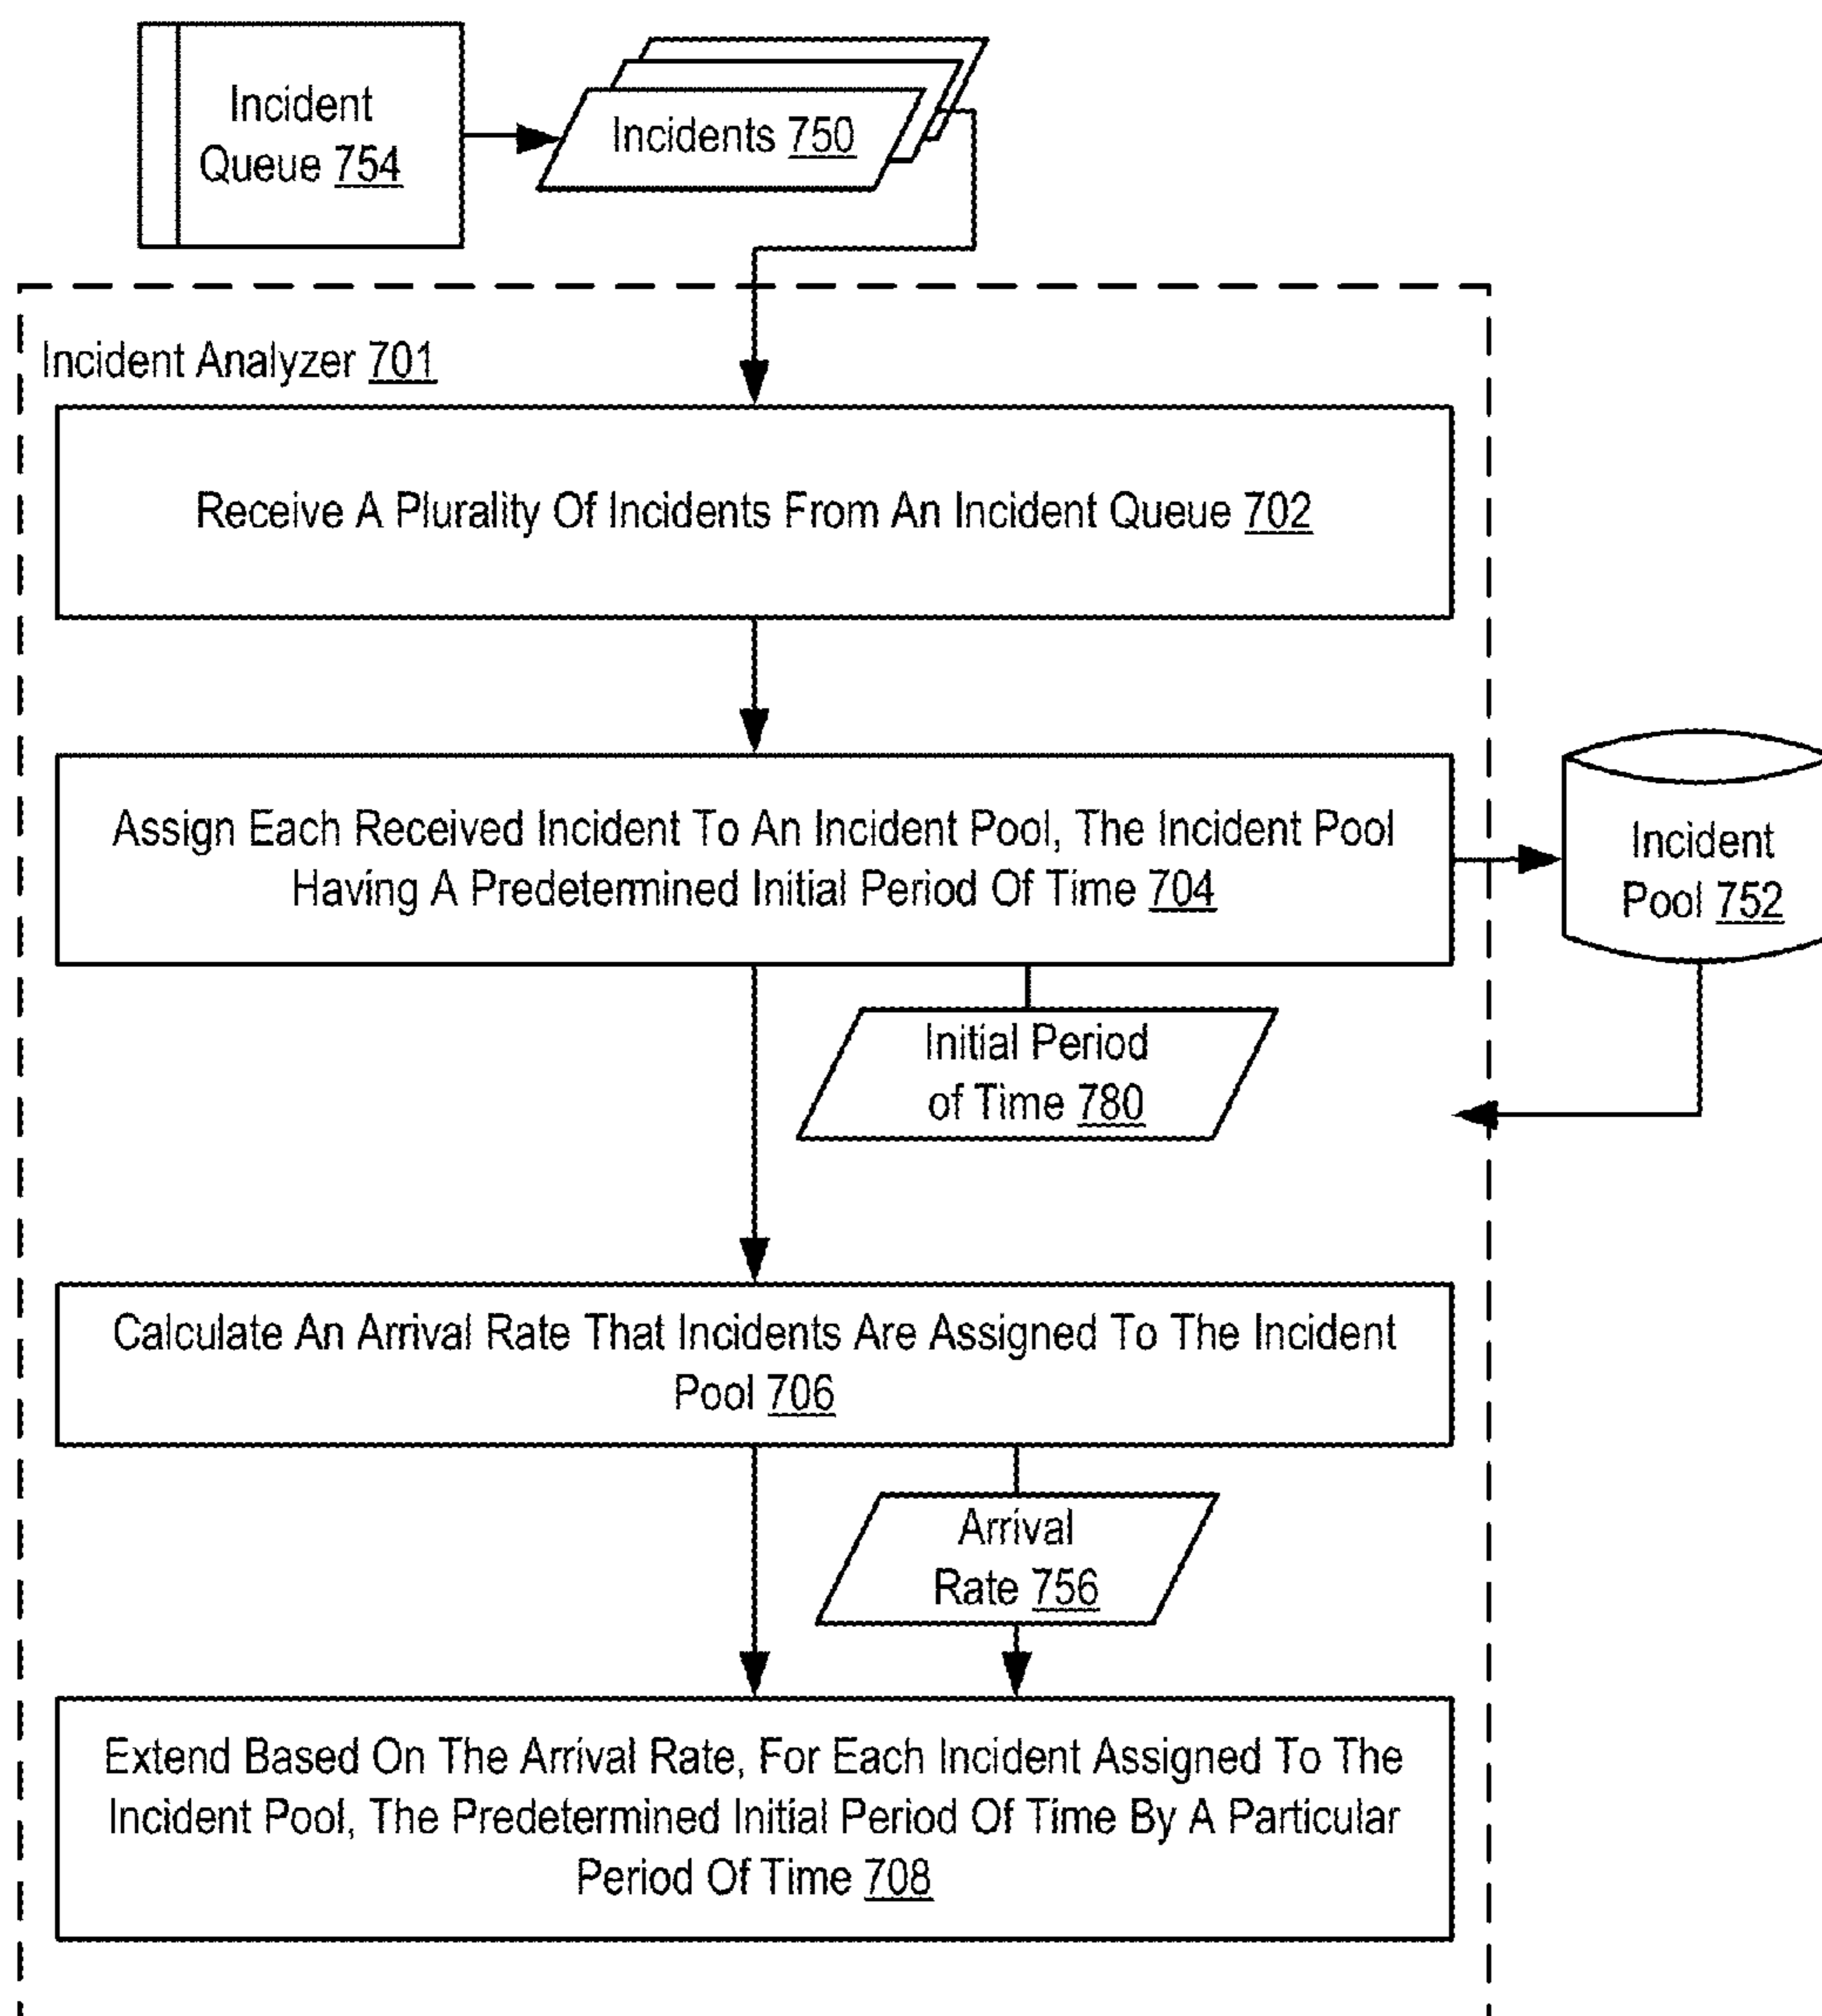 Incident
Queue 754
Incidents 750
Incident Analyzer 701
Receive A Plurality Of Incidents From An Incident Queue 702
Assign Each Received Incident To An Incident Pool, The Incident Pool
Having A Predetermined Initial Period Of Time 704
Incident
Pool 752
Initial Period
of Time 780
Calculate An Arrival Rate That Incidents Are Assigned To The Incident
Pool 706
Arrival
Rate 756
Extend Based On The Arrival Rate, For Each Incident Assigned To The
Incident Pool, The Predetermined Initial Period Of Time By A Particular
Period Of Time 708